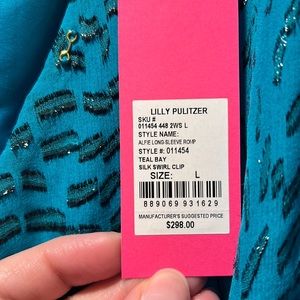 LILLY PULITZER
SKU #
011454 448 2WS L
STYLE NAME:
ALFIE LONG-SLEEVE ROMP
STYLE #: 011454
TEAL BAY
SILK SWIRL CLIP
SIZE: L
889069 931629
MANUFACTURER'S SUGGESTED PRICE
$298.00